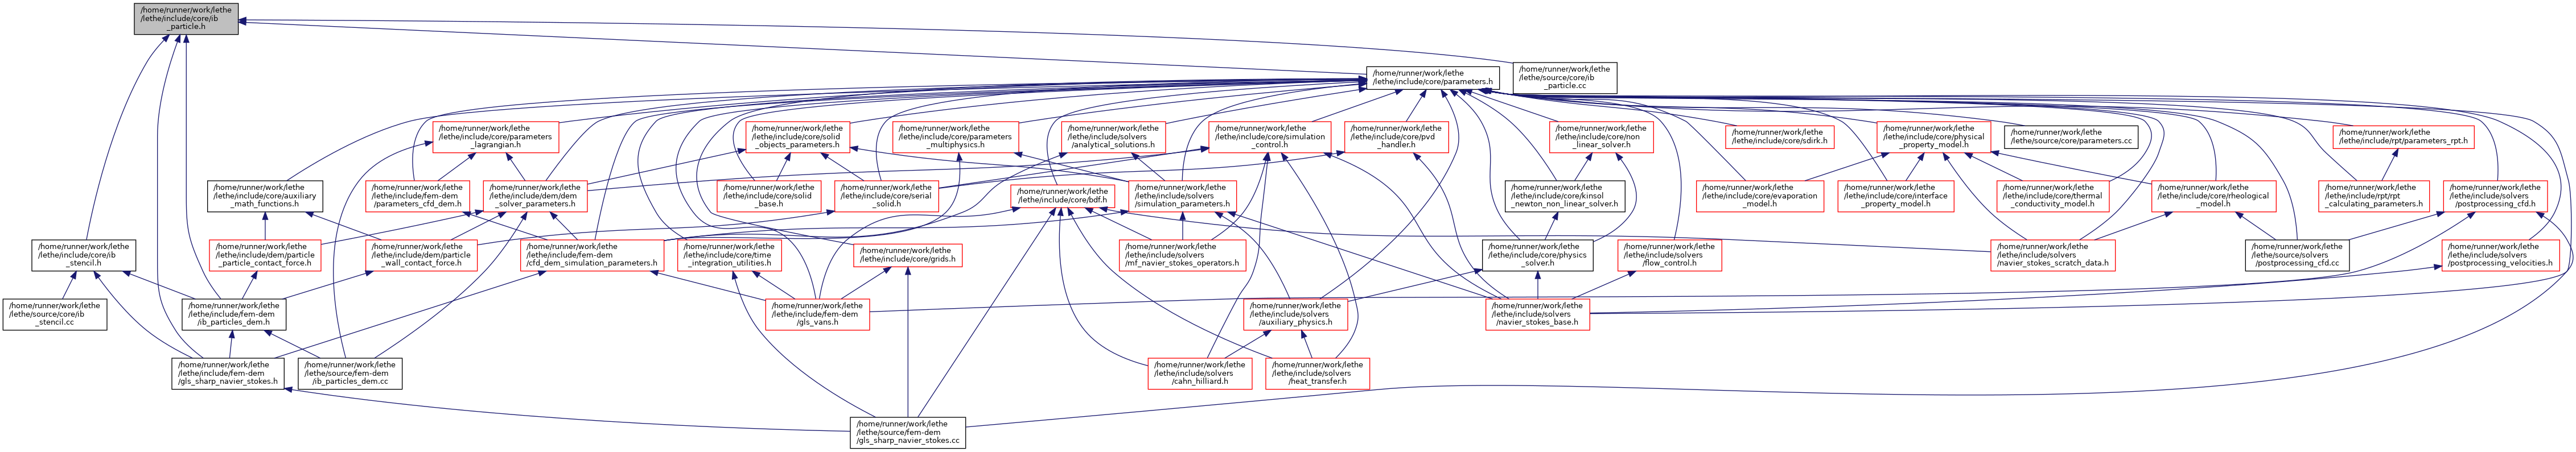 /home/runner/work/lethe
/lethe/include/core/ib
_particle.h
/home/runner/work/lethe
/lethe/include/core/parameters.h
/home/runner/work/lethe
/lethe/source/core/ib
_particle.cc
/home/runner/work/lethe
/lethe/include/core/parameters
_lagrangian.h
/home/runner/work/lethe
/lethe/include/core/solid
_objects_parameters.h
/home/runner/work/lethe
/lethe/include/core/parameters
_multiphysics.h
/home/runner/work/lethe
/lethe/include/solvers
/analytical_solutions.h
/home/runner/work/lethe
/lethe/include/core/simulation
_control.h
/home/runner/work/lethe
/lethe/include/core/pvd
_handler.h
/home/runner/work/lethe
/lethe/include/core/non
_linear_solver.h
/home/runner/work/lethe
/lethe/include/core/sdirk.h
/home/runner/work/lethe
/lethe/include/core/physical
_property_model.h
/home/runner/work/lethe
/lethe/source/core/parameters.cc
/home/runner/work/lethe
/lethe/include/rpt/parameters_rpt.h
/home/runner/work/lethe
/lethe/include/core/auxiliary
_math_functions.h
/home/runner/work/lethe
/lethe/include/fem-dem
/parameters_cfd_dem.h
/home/runner/work/lethe
/lethe/include/dem/dem
_solver_parameters.h
/home/runner/work/lethe
/lethe/include/core/solid
_base.h
/home/runner/work/lethe
/lethe/include/core/serial
_solid.h
/home/runner/work/lethe
/lethe/include/core/bdf.h
/home/runner/work/lethe
/lethe/include/solvers
/simulation_parameters.h
/home/runner/work/lethe
/lethe/include/core/kinsol
_newton_non_linear_solver.h
/home/runner/work/lethe
/lethe/include/core/evaporation
_model.h
/home/runner/work/lethe
/lethe/include/core/interface
_property_model.h
/home/runner/work/lethe
/lethe/include/core/thermal
_conductivity_model.h
/home/runner/work/lethe
/lethe/include/core/rheological
_model.h
/home/runner/work/lethe
/lethe/include/rpt/rpt
_calculating_parameters.h
/home/runner/work/lethe
/lethe/include/solvers
/postprocessing_cfd.h
/home/runner/work/lethe
/lethe/include/core/ib
_stencil.h
/home/runner/work/lethe
/lethe/include/dem/particle
_particle_contact_force.h
/home/runner/work/lethe
/lethe/include/dem/particle
_wall_contact_force.h
/home/runner/work/lethe
/lethe/include/fem-dem
/cfd_dem_simulation_parameters.h
/home/runner/work/lethe
/lethe/include/core/time
_integration_utilities.h
/home/runner/work/lethe
/lethe/include/core/grids.h
/home/runner/work/lethe
/lethe/include/solvers
/mf_navier_stokes_operators.h
/home/runner/work/lethe
/lethe/include/core/physics
_solver.h
/home/runner/work/lethe
/lethe/include/solvers
/flow_control.h
/home/runner/work/lethe
/lethe/include/solvers
/navier_stokes_scratch_data.h
/home/runner/work/lethe
/lethe/source/solvers
/postprocessing_cfd.cc
/home/runner/work/lethe
/lethe/include/solvers
/postprocessing_velocities.h
/home/runner/work/lethe
/lethe/source/core/ib
_stencil.cc
/home/runner/work/lethe
/lethe/include/fem-dem
/ib_particles_dem.h
/home/runner/work/lethe
/lethe/include/fem-dem
/gls_vans.h
/home/runner/work/lethe
/lethe/include/solvers
/auxiliary_physics.h
/home/runner/work/lethe
/lethe/include/solvers
/navier_stokes_base.h
/home/runner/work/lethe
/lethe/include/fem-dem
/gls_sharp_navier_stokes.h
/home/runner/work/lethe
/lethe/source/fem-dem
/ib_particles_dem.cc
/home/runner/work/lethe
/lethe/include/solvers
/cahn_hilliard.h
/home/runner/work/lethe
/lethe/include/solvers
/heat_transfer.h
/home/runner/work/lethe
/lethe/source/fem-dem
/gls_sharp_navier_stokes.cc